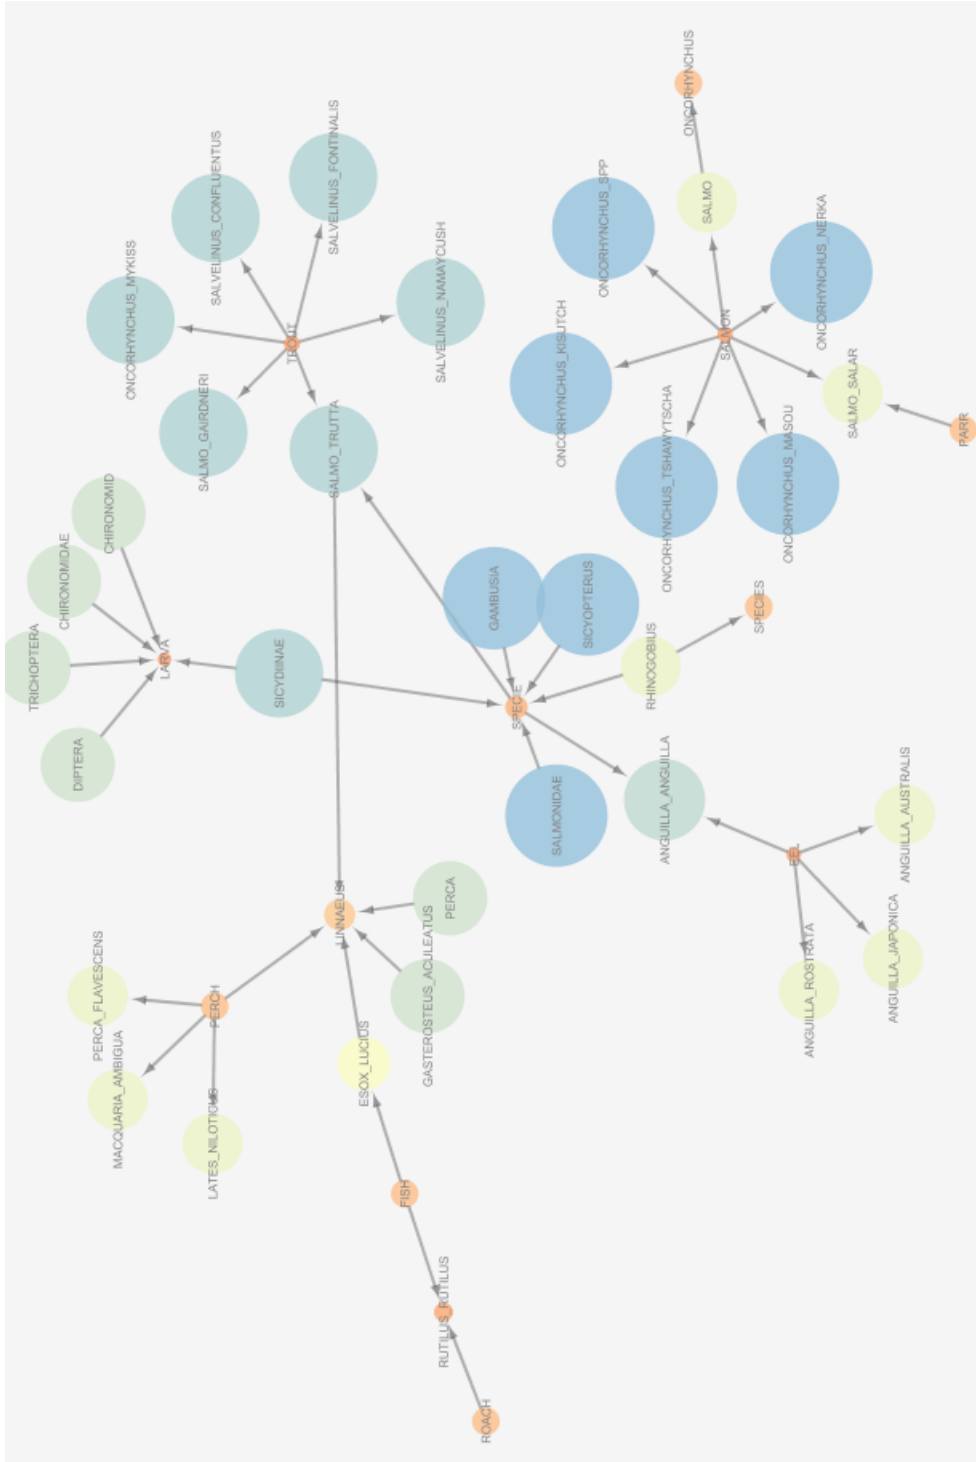 ONCORHYNCHUS
SALVELINUS_FONTINALIS
SALVELINUS_CONFLUENTUS
ONCORHYNCHUS_SPP
SALMO
ONCORHYNCHUS_MYKISS
SALVELINUS_NAMAYCUSH
ONCORHYNCHUS_NERKA
TROUT
SALMON
ONCORHYNCHUS_KISUTCH
SALMO_GAIRDNERI
SALMO_TRUTTA
SALMO_SALAR
PARR
ONCORHYNCHUS_TSHAWYTSCHA
ONCORHYNCHUS_MASOU
CHIRONOMID
CHIRONOMIDAE
GAMBUSIA
SICYOPTERUS
SPECIES
TRICHOPTERA
LARVA
SICYDIINAE
RHINOGOBIUS
SPECIE
DIPTERA
ANGUILLA_ANGUILLA
SALMONIDAE
ANGUILLA_AUSTRALIS
EEL
PERCA
LINNAEUS
ANGUILLA_JAPONICA
ANGUILLA_ROSTRATA
GASTEROSTEUS_ACULEATUS
PERCA_FLAVESCENS
PERCH
ESOX_LUCIUS
MACQUARIA_AMBIGUA
LATES_NILOTICUS
FISH
RUTILUS_RUTILUS
ROACH